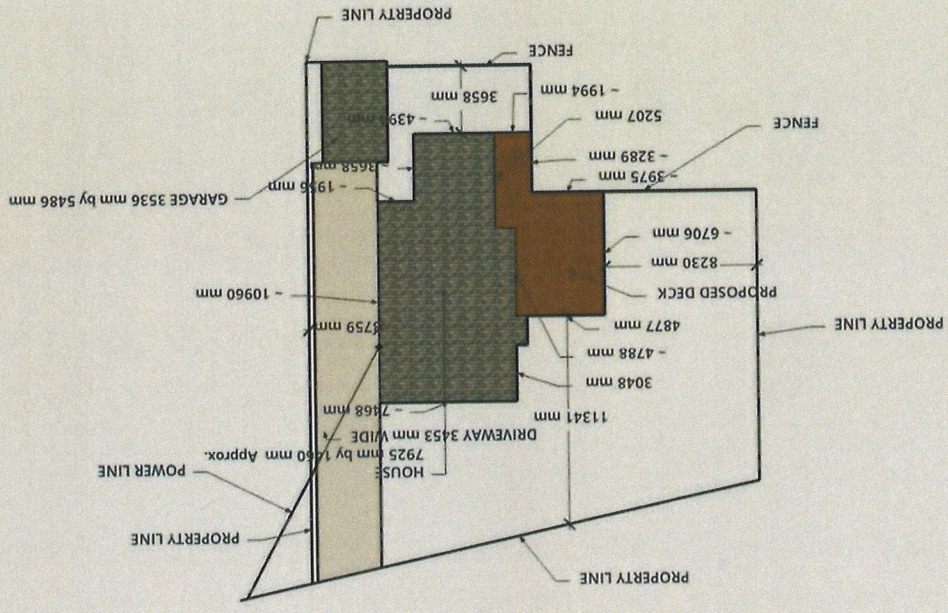 PROPERTY LINE
PROPERTY LINE
POWER LINE
HOUSE
7925 mm by 1 60 mm Approx.
DRIVEWAY 3453 mm WIDE
~ 7468 mm
11341 mm
3048 mm
~ 4788 mm
4877 mm
PROPERTY LINE
3759 mm
~ 10960 mm
PROPOSED DECK
8230 mm
~ 6706 mm
GARAGE 3536 mm by 5486 mm
~ 1956 mm
~ 3658 mm
~ 3975 mm
~ 3289 mm
FENCE
5207 mm
~ 439 mm
3658 mm
~ 1994 mm
FENCE
PROPERTY LINE